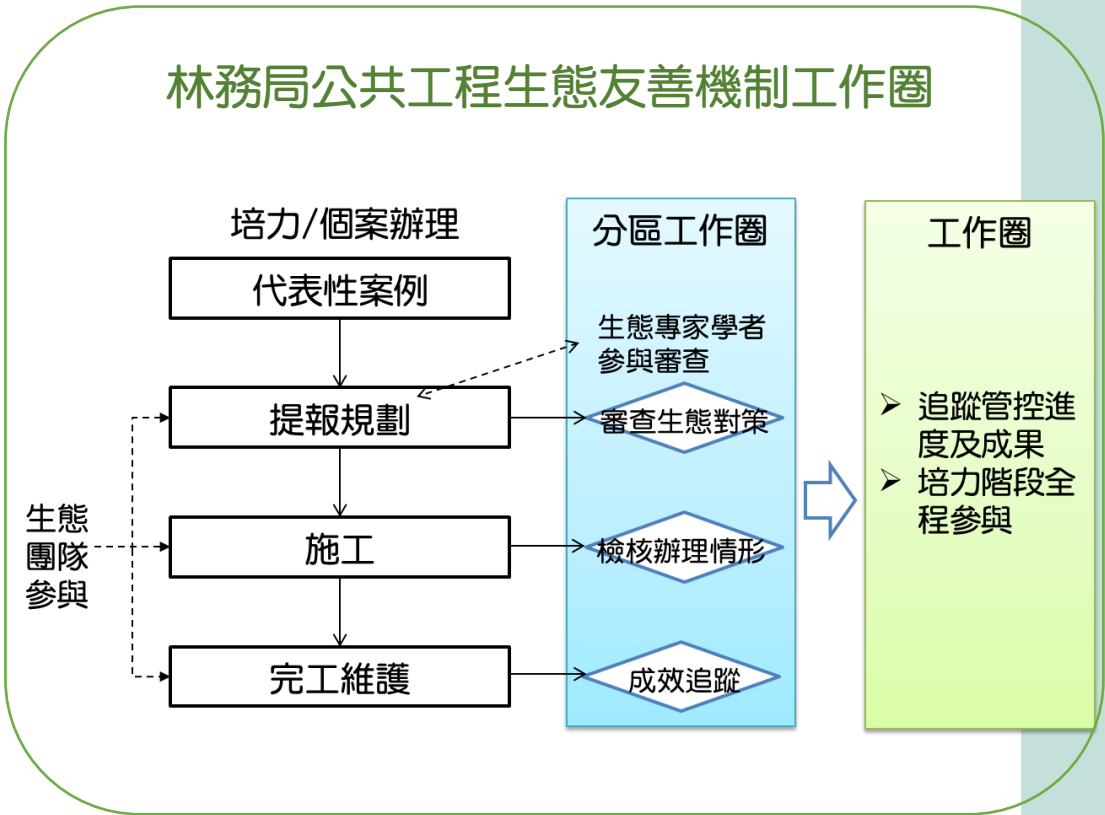 林務局公共工程生態友善機制工作圈
培力/個案辦理
代表性案例
提報規劃
施工
完工維護
生態
團隊
參與
分區工作圈
生態專家學者
參與審查
審查生態對策
檢核辦理情形
成效追蹤
工作圈
➢ 追蹤管控進
度及成果
➢ 培力階段全
程參與